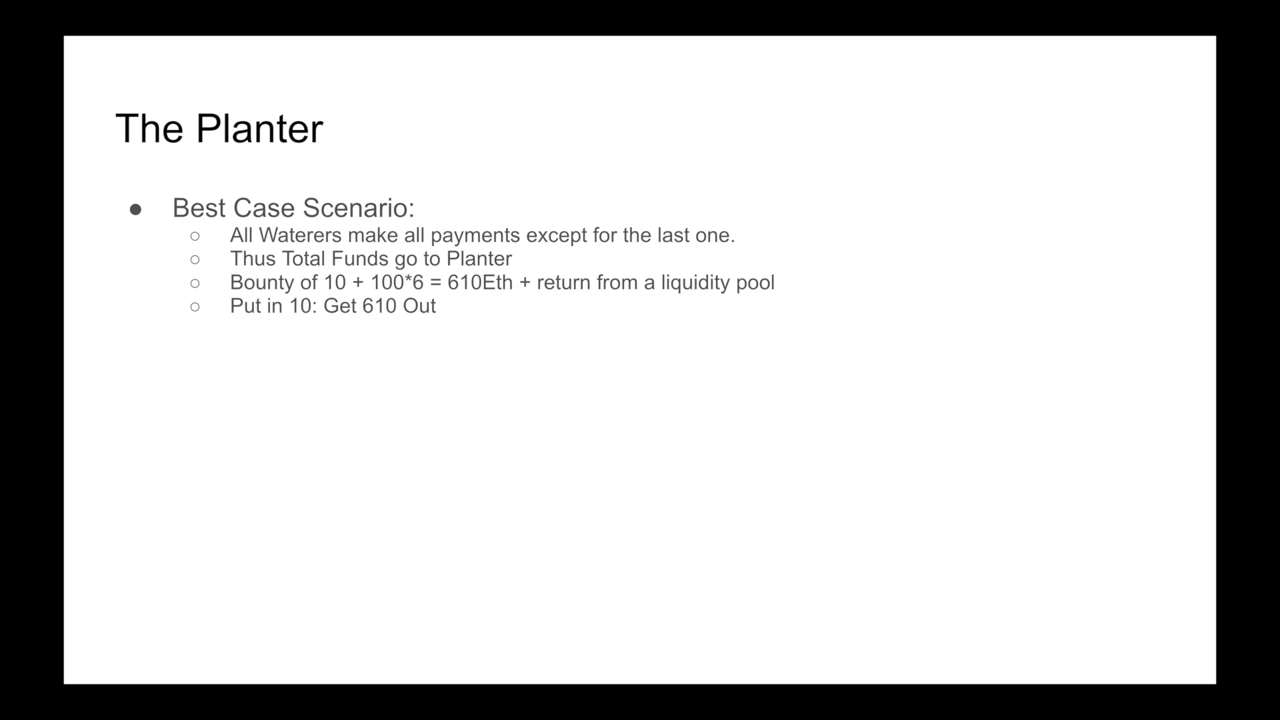 The Planter
● Best Case Scenario:
○ All Waterers make all payments except for the last one.
○ Thus Total Funds go to Planter
○ Bounty of 10 + 100*6 = 610Eth + return from a liquidity pool
○ Put in 10: Get 610 Out